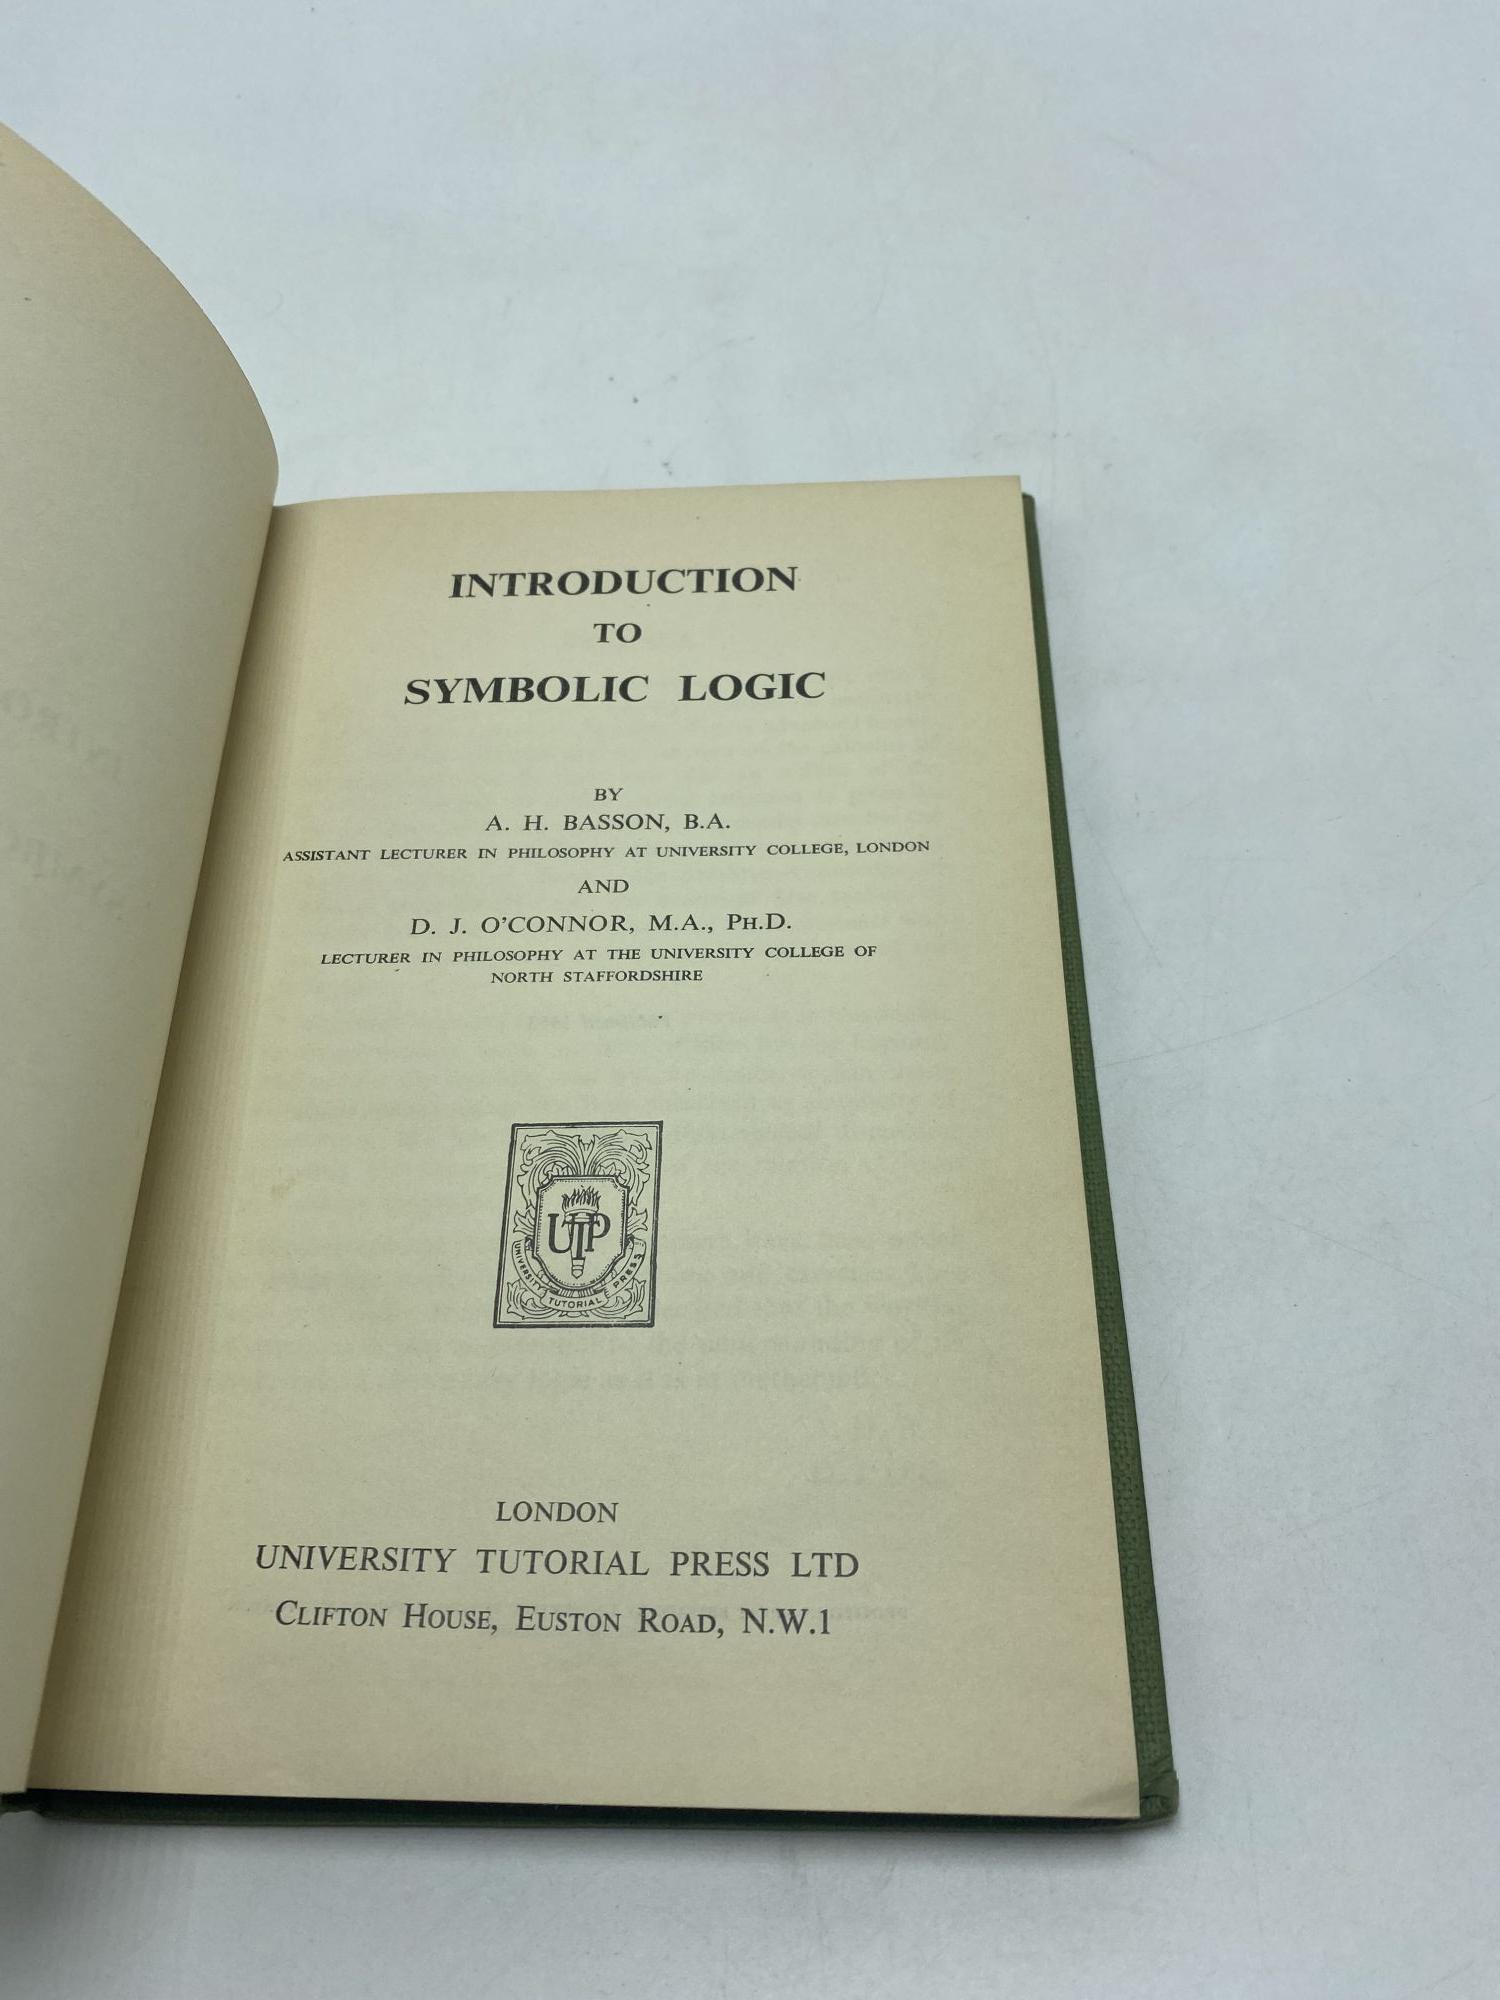 INTRODUCTION
TO
SYMBOLIC LOGIC
BY
A. H. BASSON, B.A.
ASSISTANT LECTURER IN PHILOSOPHY AT UNIVERSITY COLLEGE, LONDON
AND
D. J. O'CONNOR, M.A., PH.D.
LECTURER IN PHILOSOPHY AT THE UNIVERSITY COLLEGE OF
NORTH STAFFORDSHIRE
UTP
UNIVERSITY TUTORIAL PRESS
LONDON
UNIVERSITY TUTORIAL PRESS LTD
CLIFTON HOUSE, EUSTON ROAD, N.W.1